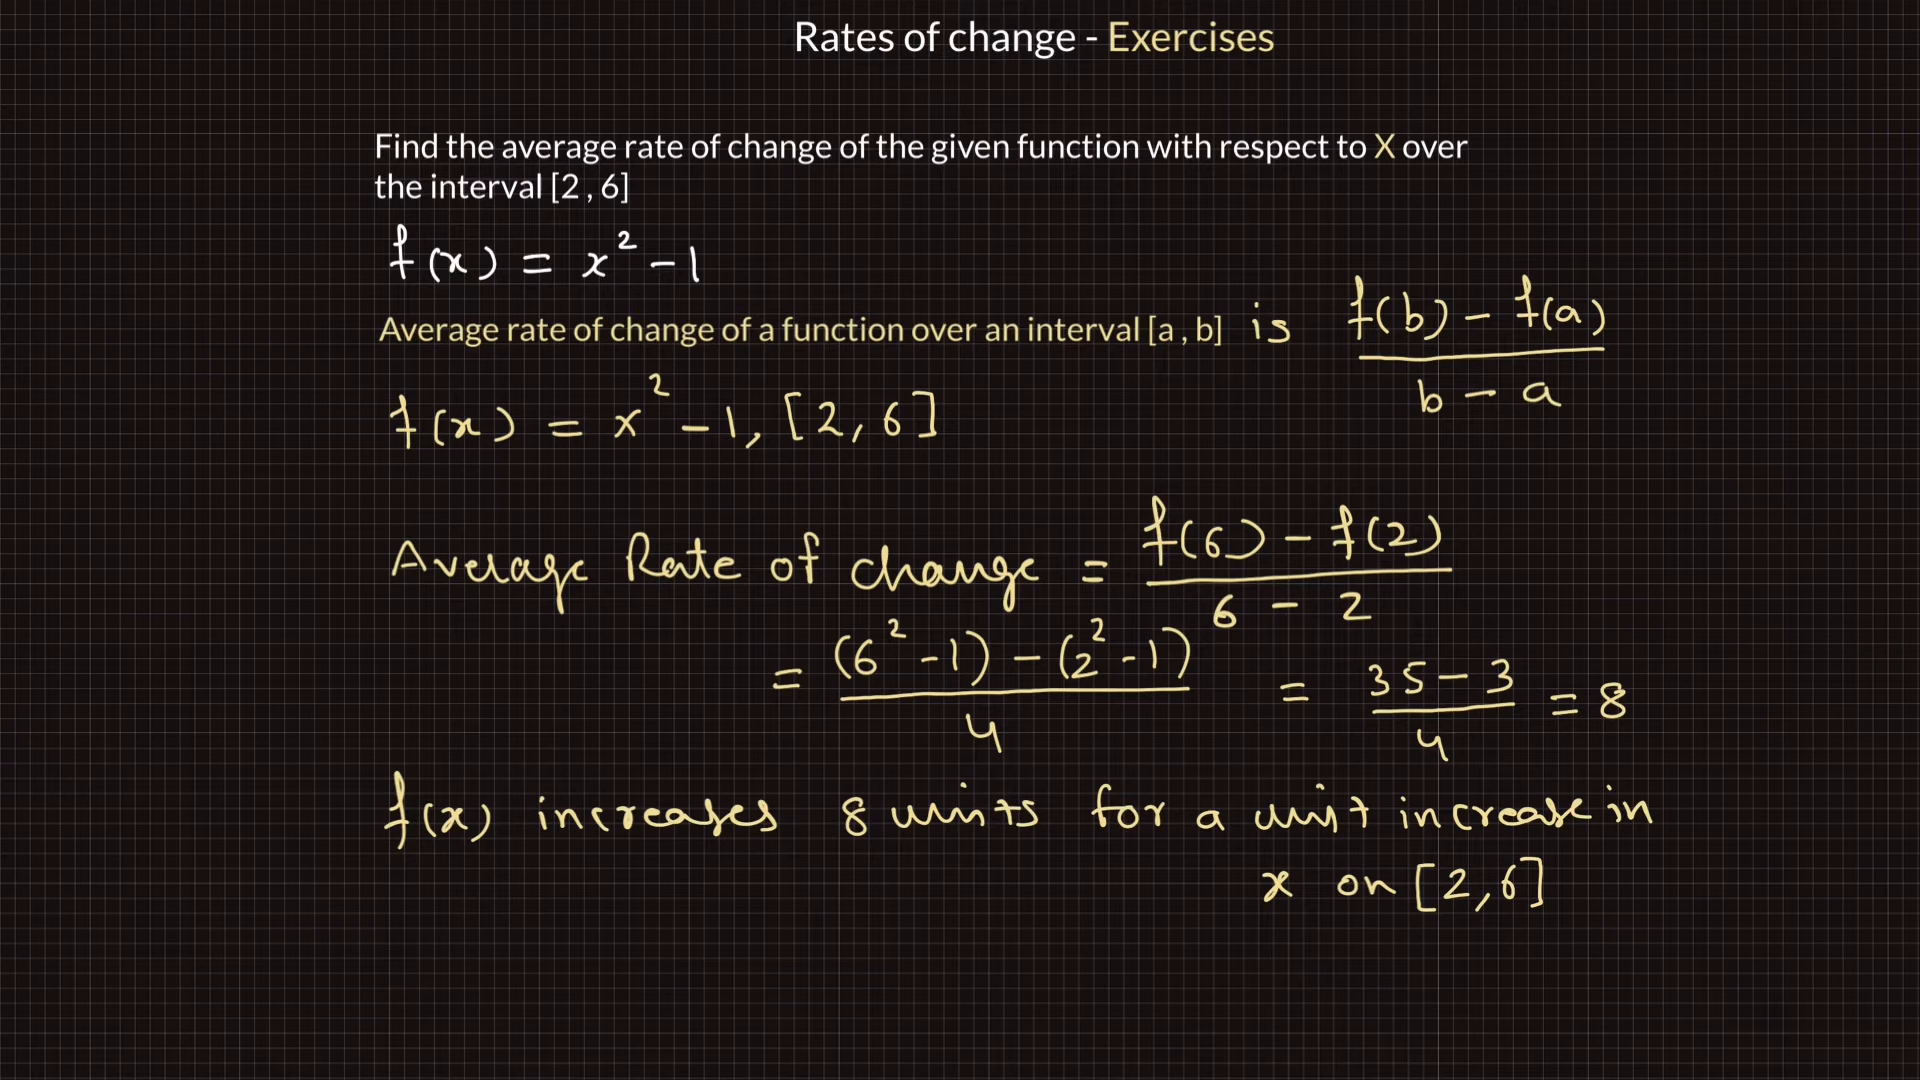 Rates of change - Exercises
Find the average rate of change of the given function with respect to X over
the interval [2 , 6]
f(x) = x² - 1
Average rate of change of a function over an interval [a , b] is (f(b) - f(a)) / (b - a)
f(x) = x² - 1, [2, 6]
Average Rate of change = (f(6) - f(2)) / (6 - 2)
= ((6² - 1) - (2² - 1)) / 4 = (35 - 3) / 4 = 8
f(x) increases 8 units for a unit increase in
x on [2, 6]